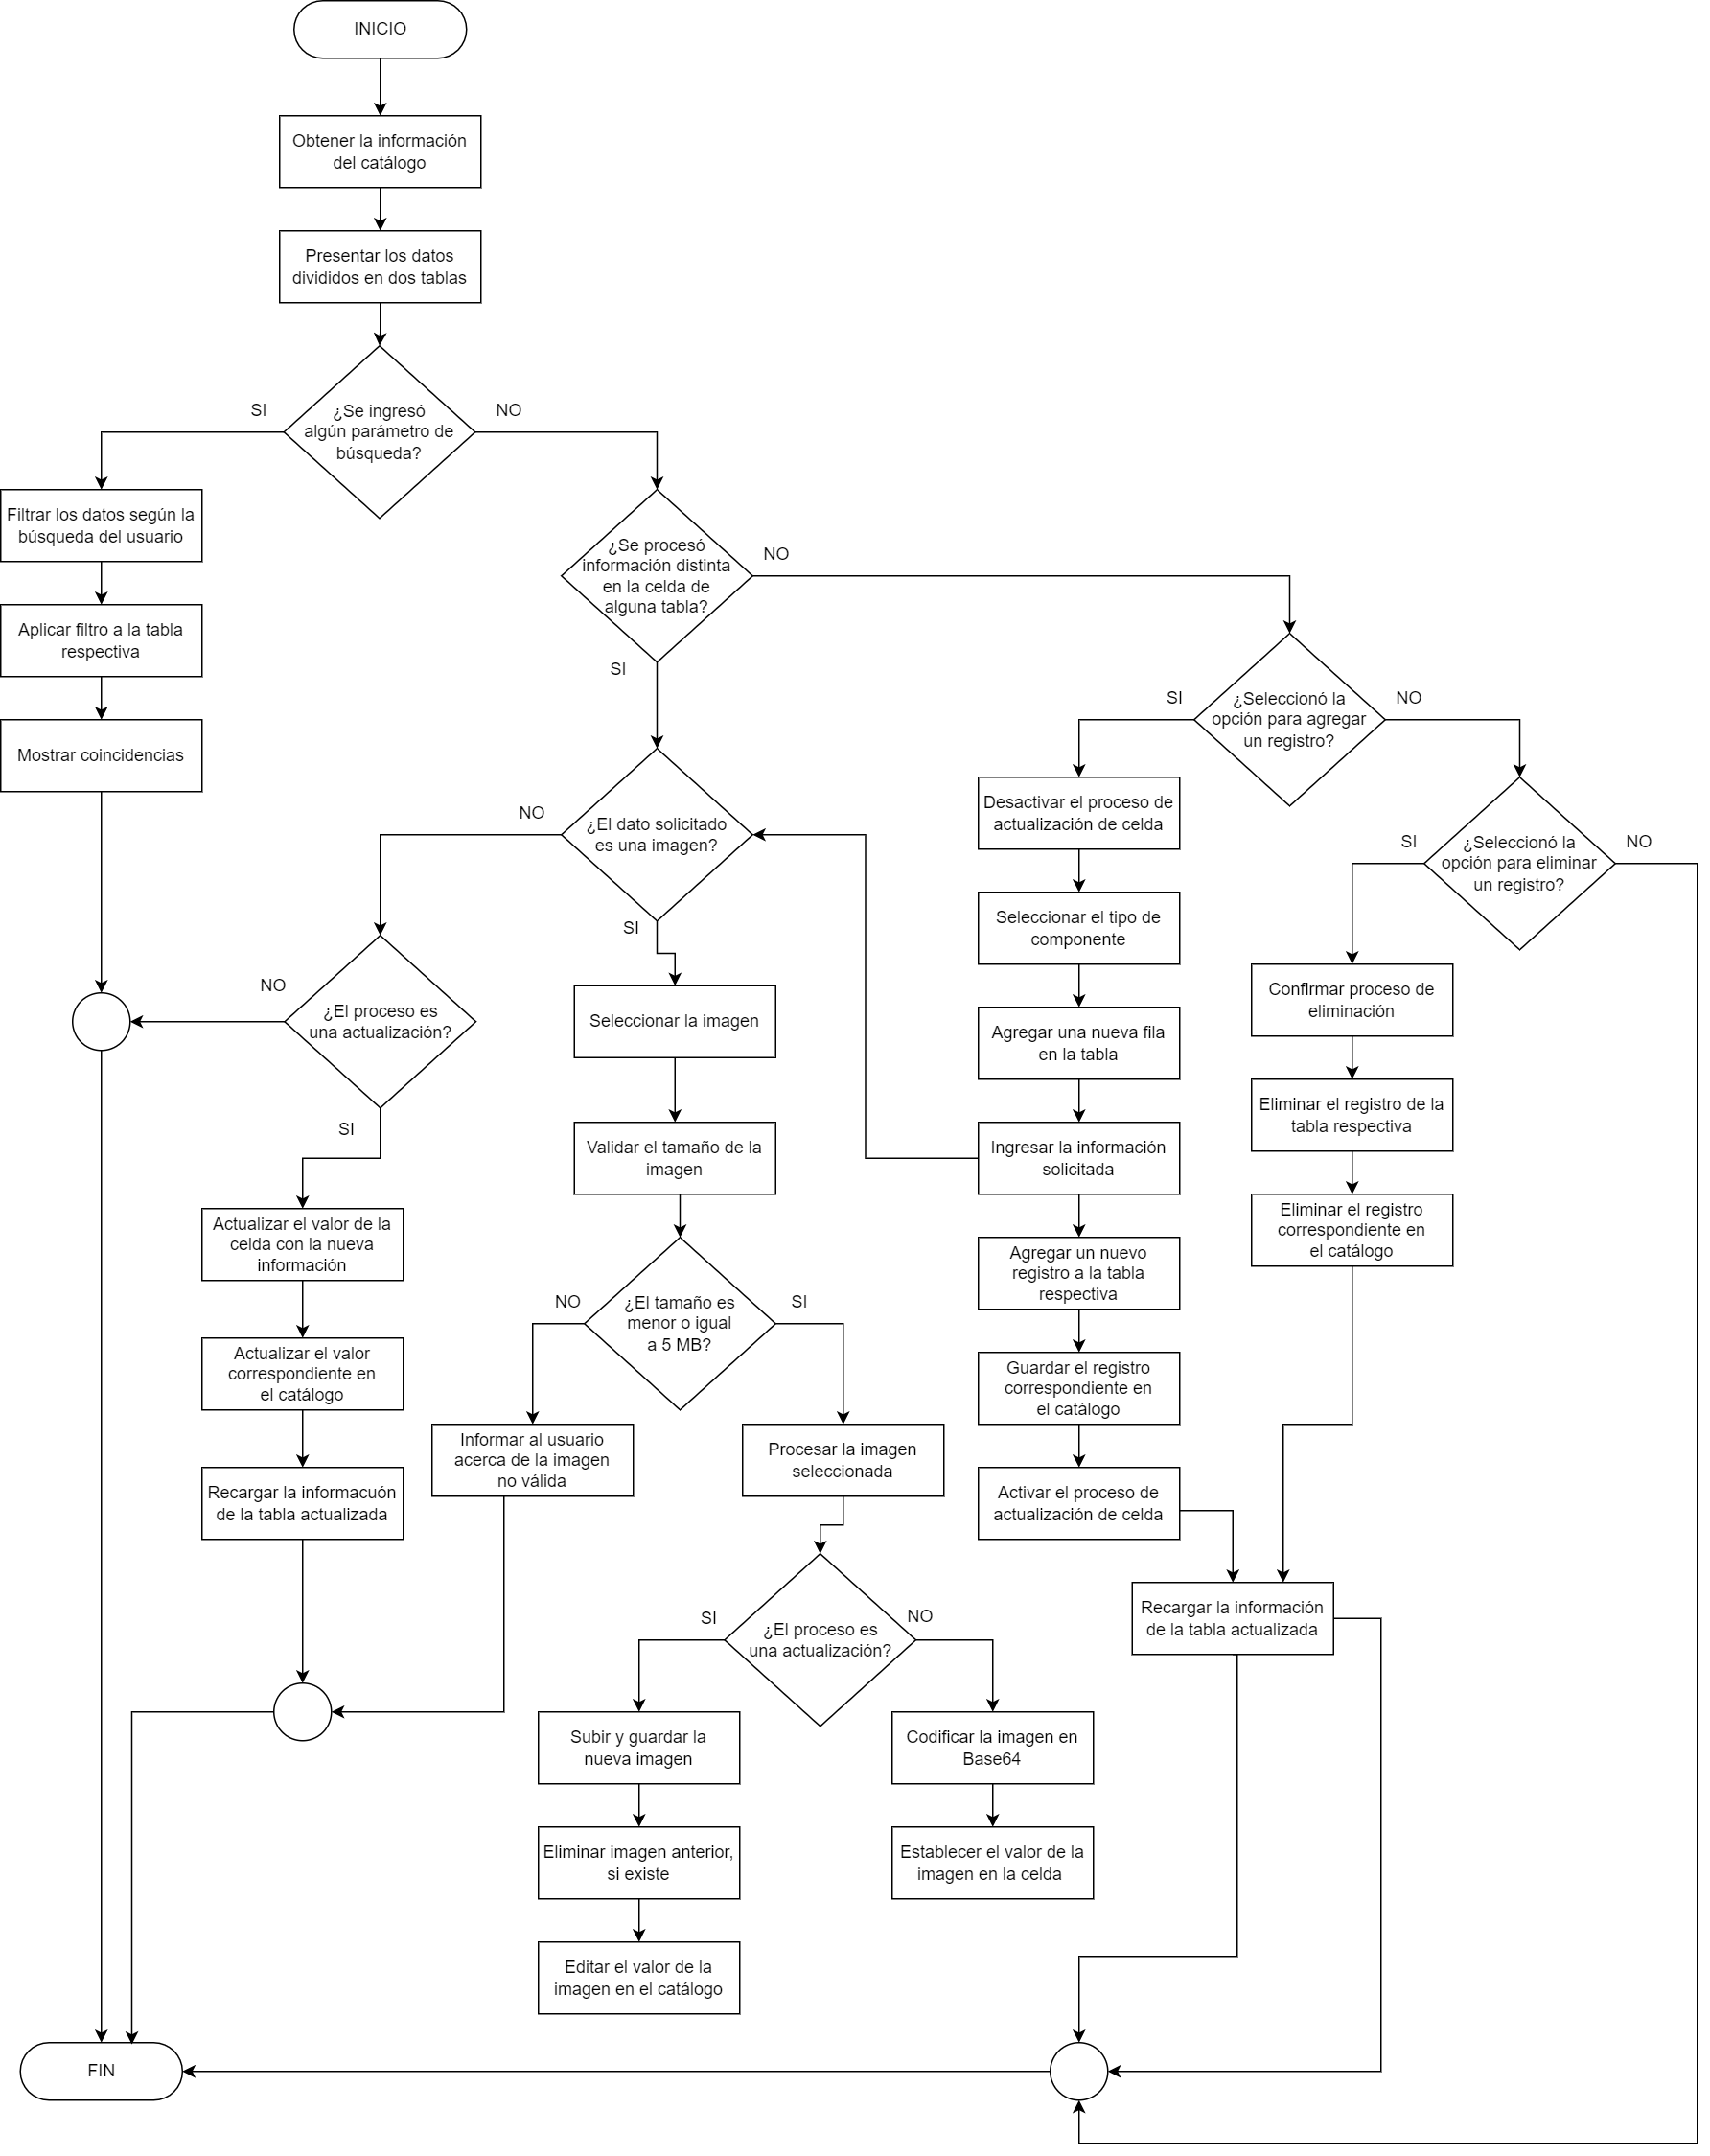 INICIO
Obtener la información
del catálogo
Presentar los datos
divididos en dos tablas
¿Se ingresó
algún parámetro de
búsqueda?
SI
NO
Filtrar los datos según la
búsqueda del usuario
Aplicar filtro a la tabla
respectiva
Mostrar coincidencias
¿Se procesó
información distinta
en la celda de
alguna tabla?
NO
SI
¿Seleccionó la
opción para agregar
un registro?
SI
NO
¿El dato solicitado
es una imagen?
NO
SI
Desactivar el proceso de
actualización de celda
Seleccionar el tipo de
componente
Agregar una nueva fila
en la tabla
Ingresar la información
solicitada
Agregar un nuevo
registro a la tabla
respectiva
Guardar el registro
correspondiente en
el catálogo
Activar el proceso de
actualización de celda
¿Seleccionó la
opción para eliminar
un registro?
SI
NO
Confirmar proceso de
eliminación
Eliminar el registro de la
tabla respectiva
Eliminar el registro
correspondiente en
el catálogo
Recargar la información
de la tabla actualizada
¿El proceso es
una actualización?
NO
SI
Actualizar el valor de la
celda con la nueva
información
Actualizar el valor
correspondiente en
el catálogo
Recargar la informacuón
de la tabla actualizada
Seleccionar la imagen
Validar el tamaño de la
imagen
¿El tamaño es
menor o igual
a 5 MB?
NO
SI
Informar al usuario
acerca de la imagen
no válida
Procesar la imagen
seleccionada
¿El proceso es
una actualización?
SI
NO
Subir y guardar la
nueva imagen
Eliminar imagen anterior,
si existe
Editar el valor de la
imagen en el catálogo
Codificar la imagen en
Base64
Establecer el valor de la
imagen en la celda
FIN